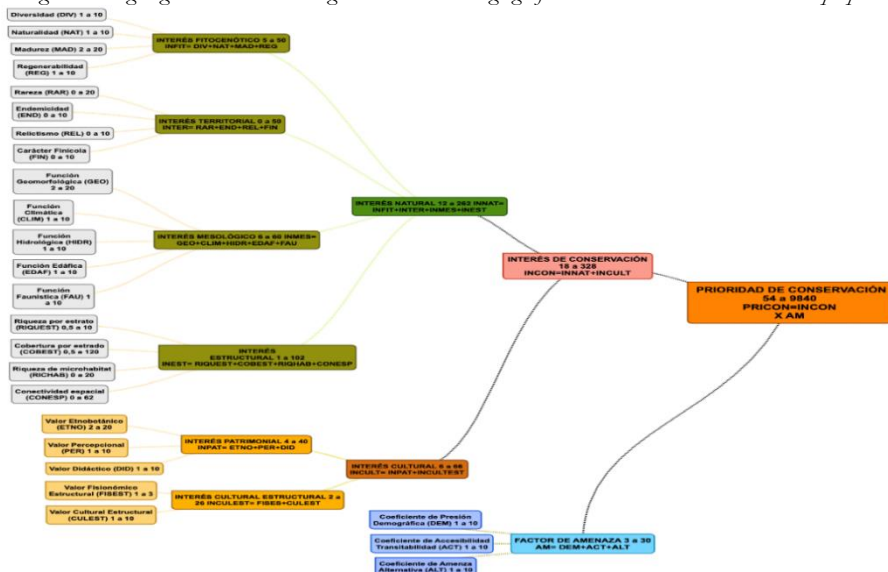 Diversidad (DIV) 1 a 10
Naturalidad (NAT) 1 a 10
Madurez (MAD) 2 a 20
Regenerabilidad
(REG) 1 a 10
INTERÉS FITOCENÓTICO 5 a 50
INFIT= DIV+NAT+MAD+REG
Rareza (RAR) 0 a 20
Endemicidad
(END) 0 a 10
Relictismo (REL) 0 a 10
Carácter Finícola
(FIN) 0 a 10
INTERÉS TERRITORIAL 0 a 50
INTER= RAR+END+REL+FIN
Función
Geomorfológica (GEO)
2 a 20
Función
Climática
(CLIM) 1 a 10
Función
Hidrológica (HIDR)
1 a 10
Función Edáfica
(EDAF) 1 a 10
Función
Faunística (FAU) 1
a 10
INTERÉS MESOLÓGICO 6 a 60 INMES=
GEO+CLIM+HIDR+EDAF+FAU
Riqueza por estrato
(RIQUEST) 0,5 a 10
Cobertura por estrado
(COBEST) 0,5 a 120
Riqueza de microhabitat
(RICHAB) 0 a 20
Conectividad espacial
(CONESP) 0 a 62
INTERÉS
ESTRUCTURAL 1 a 102
INEST= RIQUEST+COBEST+RIQHAB+CONESP
INTERÉS NATURAL 12 a 262 INNAT=
INFIT+INTER+INMES+INEST
Valor Etnobotánico
(ETNO) 2 a 20
Valor Percepcional
(PER) 1 a 10
Valor Didáctico (DID) 1 a 10
INTERÉS PATRIMONIAL 4 a 40
INPAT= ETNO+PER+DID
Valor Fisionómico
Estructural (FISEST) 1 a 3
Valor Cultural Estructural
(CULEST) 1 a 10
INTERÉS CULTURAL ESTRUCTURAL 2 a
26 INCULEST= FISES+CULEST
INTERÉS CULTURAL 6 a 66
INCULT= INPAT+INCULTEST
INTERÉS DE CONSERVACIÓN
18 a 328
INCON=INNAT+INCULT
Coeficiente de Presión
Demográfica (DEM) 1 a 10
Coeficiente de Accesibilidad
Transitabilidad (ACT) 1 a 10
Coeficiente de Amenza
Alternativa (ALT) 1 a 10
FACTOR DE AMENAZA 3 a 30
AM= DEM+ACT+ALT
PRIORIDAD DE CONSERVACIÓN
54 a 9840
PRICON=INCON
X AM